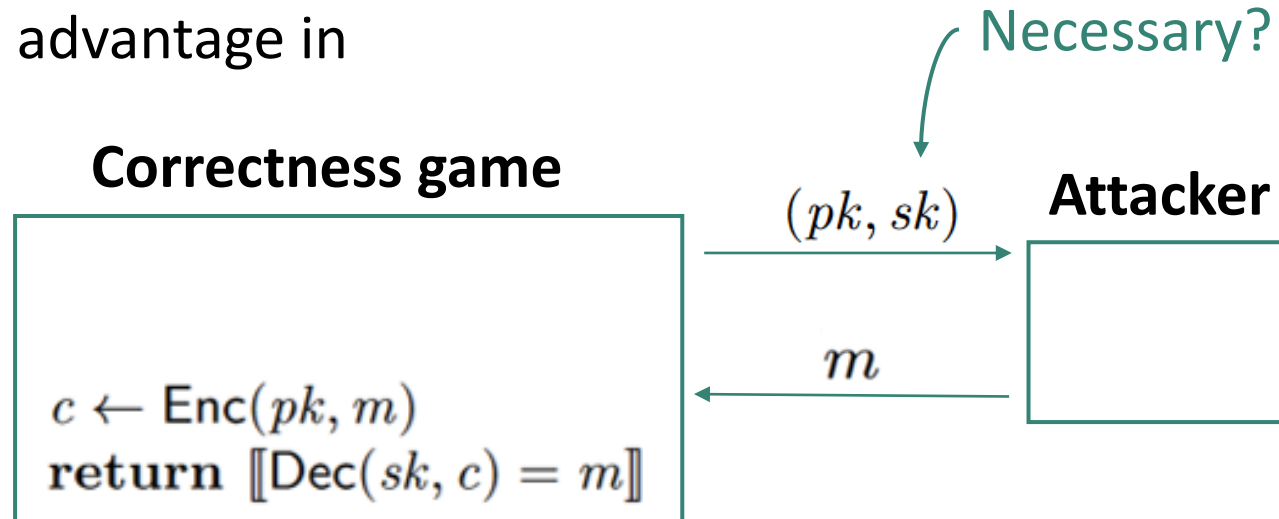 advantage in
Necessary?
Correctness game
(pk, sk)
Attacker
m
c ← Enc(pk, m)
return ⟦Dec(sk, c) = m⟧